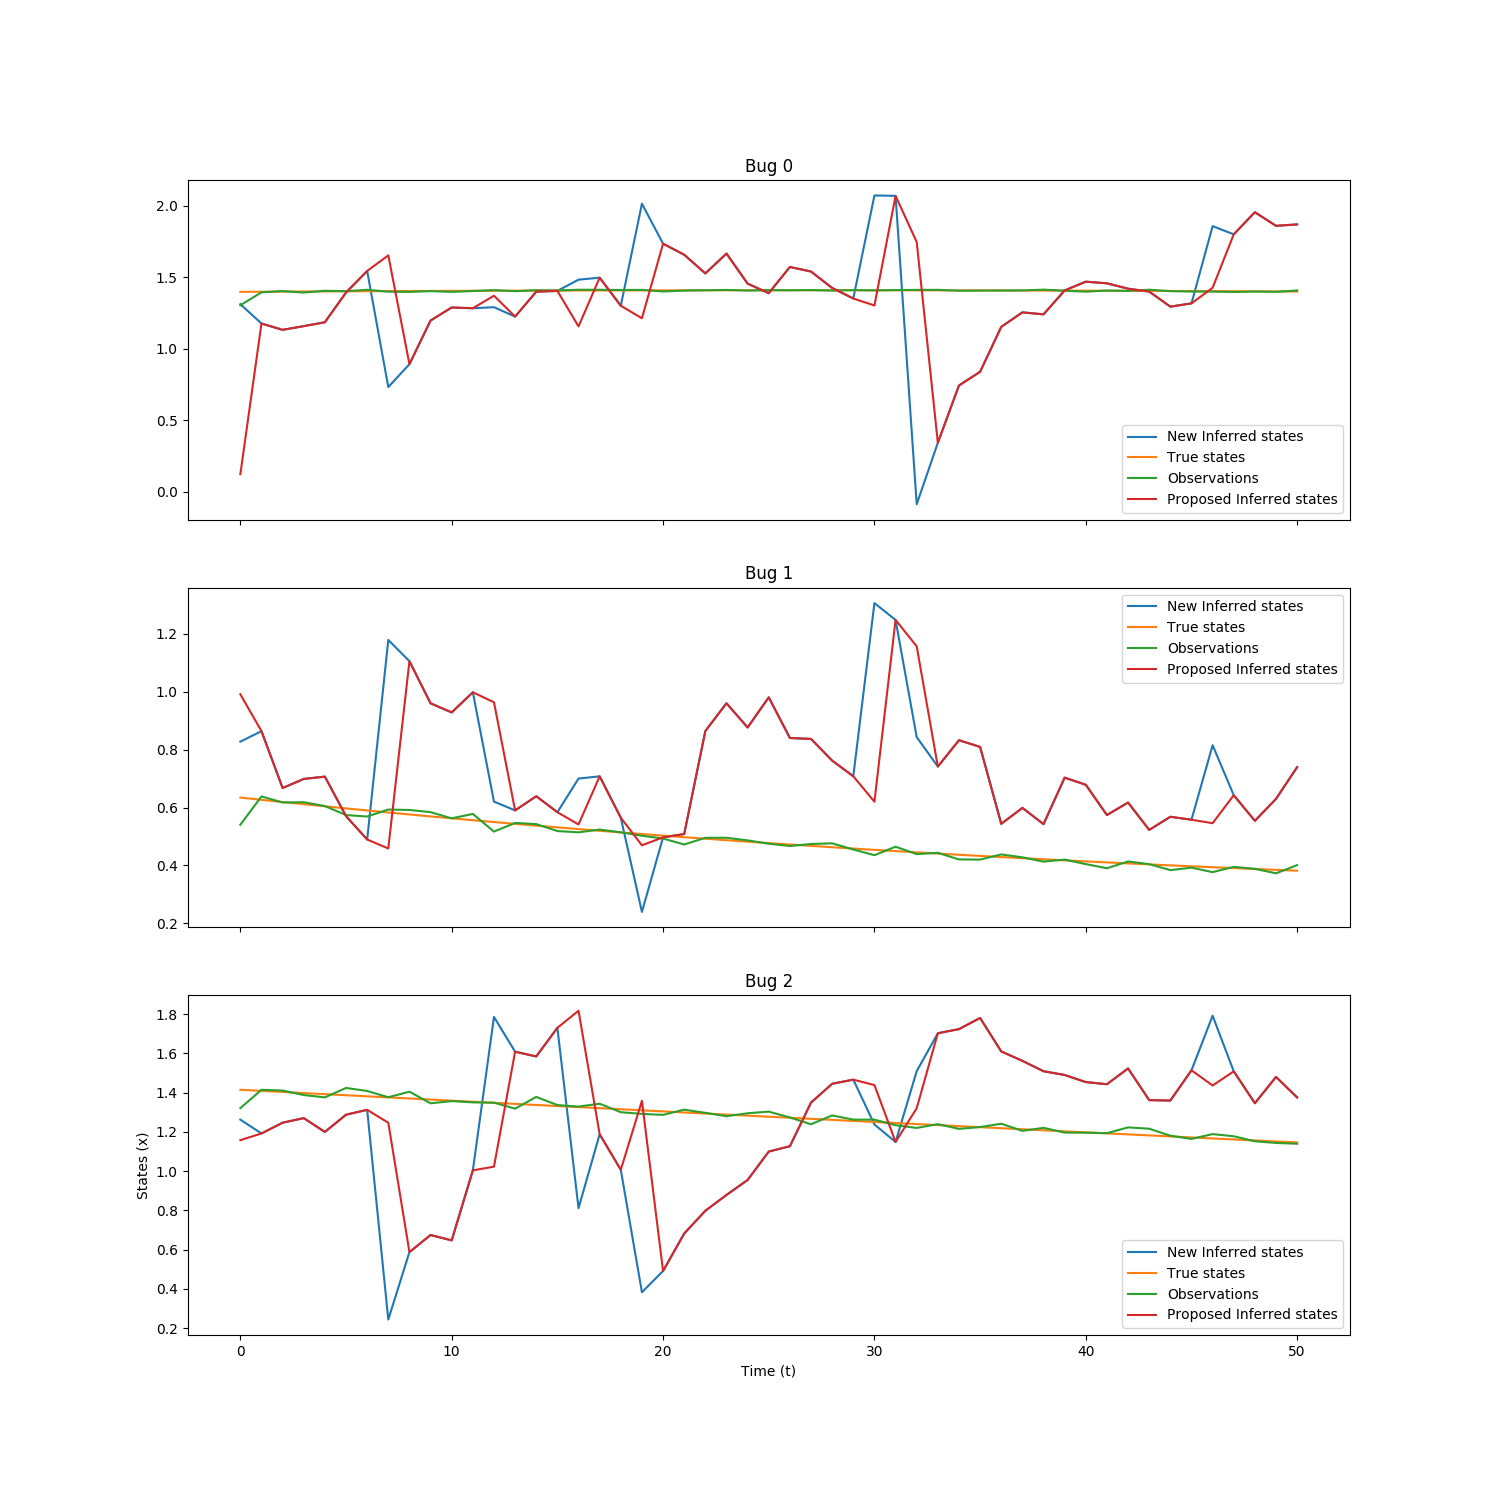 Bug 0
2.0
1.5
1.0
0.5
0.0
New Inferred states
True states
Observations
Proposed Inferred states
Bug 1
1.2
1.0
0.8
0.6
0.4
0.2
New Inferred states
True states
Observations
Proposed Inferred states
Bug 2
States (x)
1.8
1.6
1.4
1.2
1.0
0.8
0.6
0.4
0.2
New Inferred states
True states
Observations
Proposed Inferred states
0 10 20 30 40 50
Time (t)